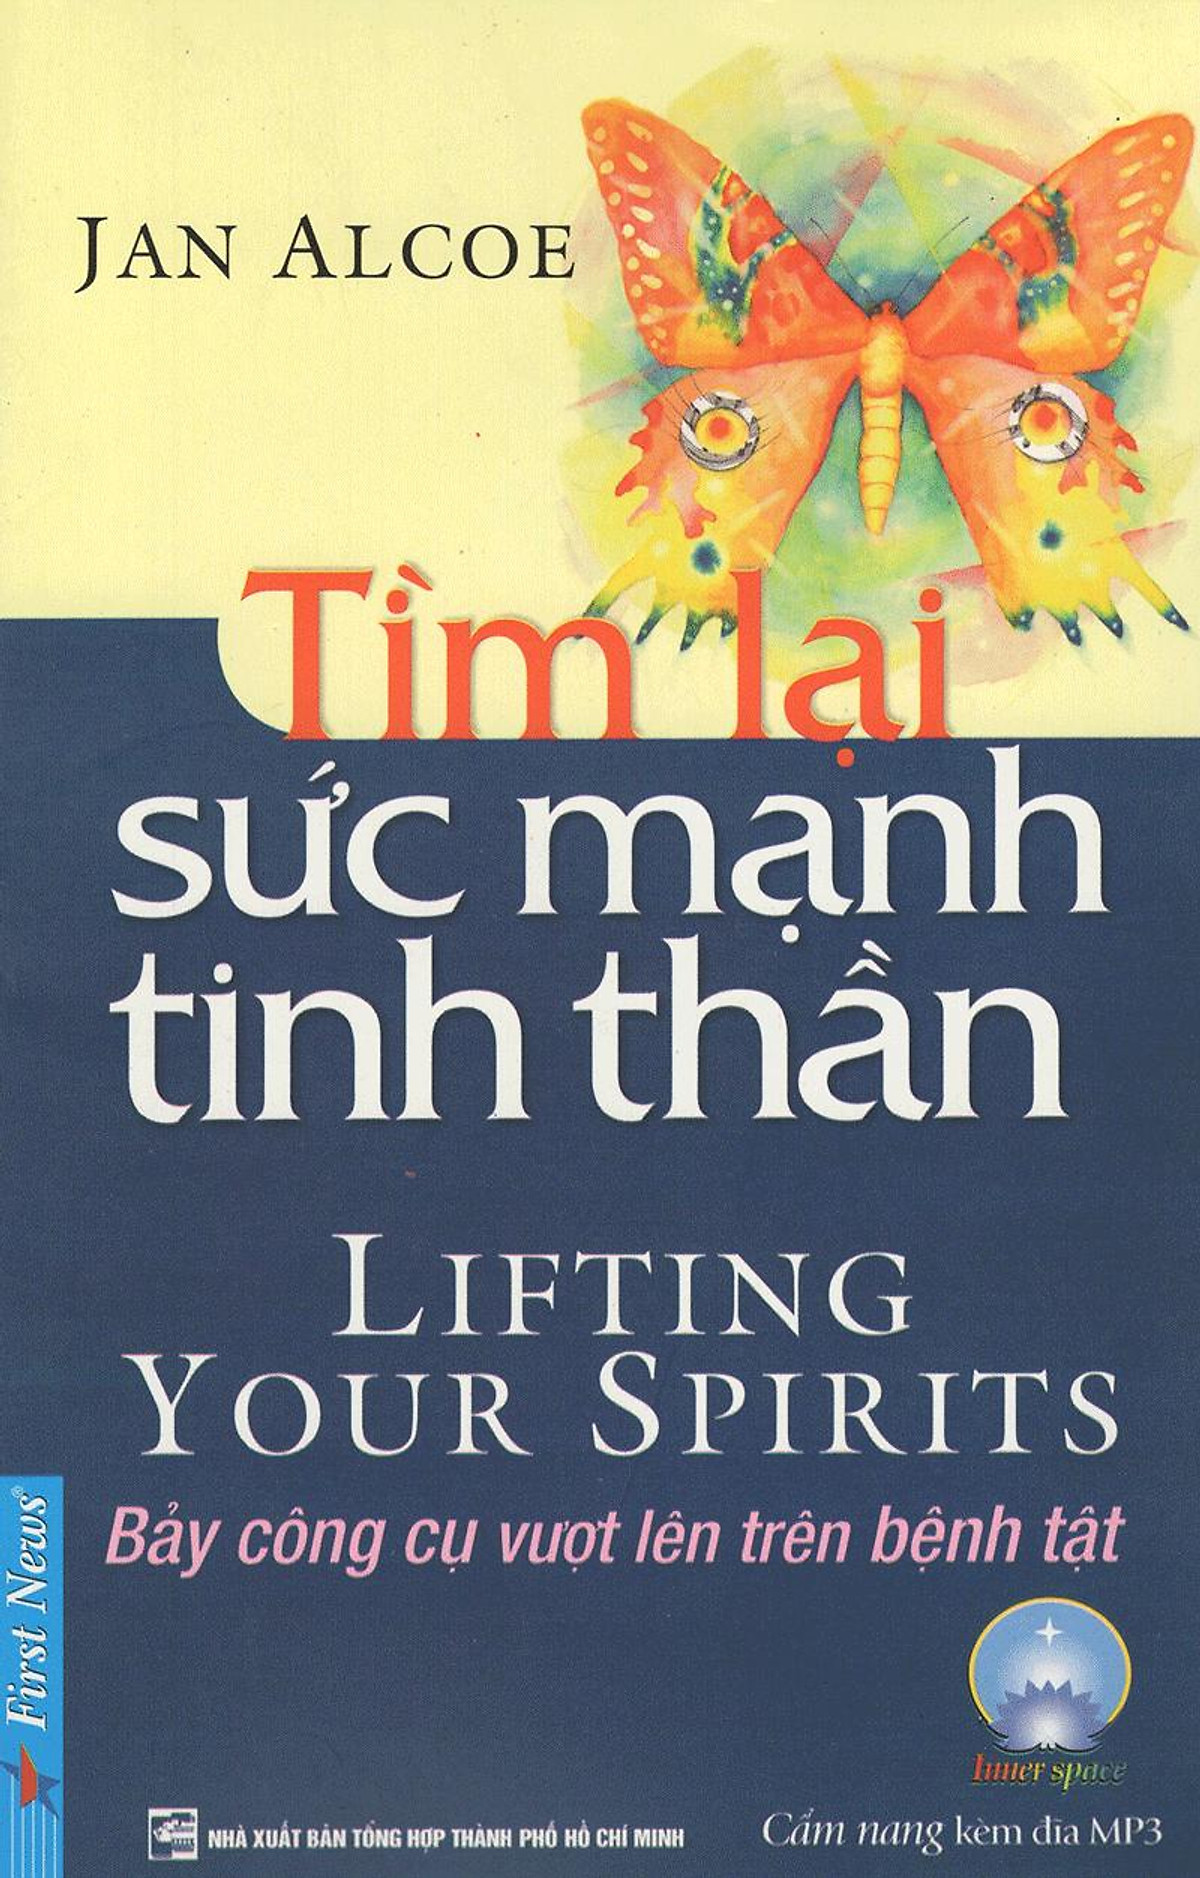 JAN ALCOE
Tìm lại
sức mạnh
tinh thần
LIFTING
YOUR SPIRITS
Bảy công cụ vượt lên trên bệnh tật
First News®
Inner space
NHÀ XUẤT BẢN TỔNG HỢP THÀNH PHỐ HỒ CHÍ MINH
Cẩm nang kèm đĩa MP3